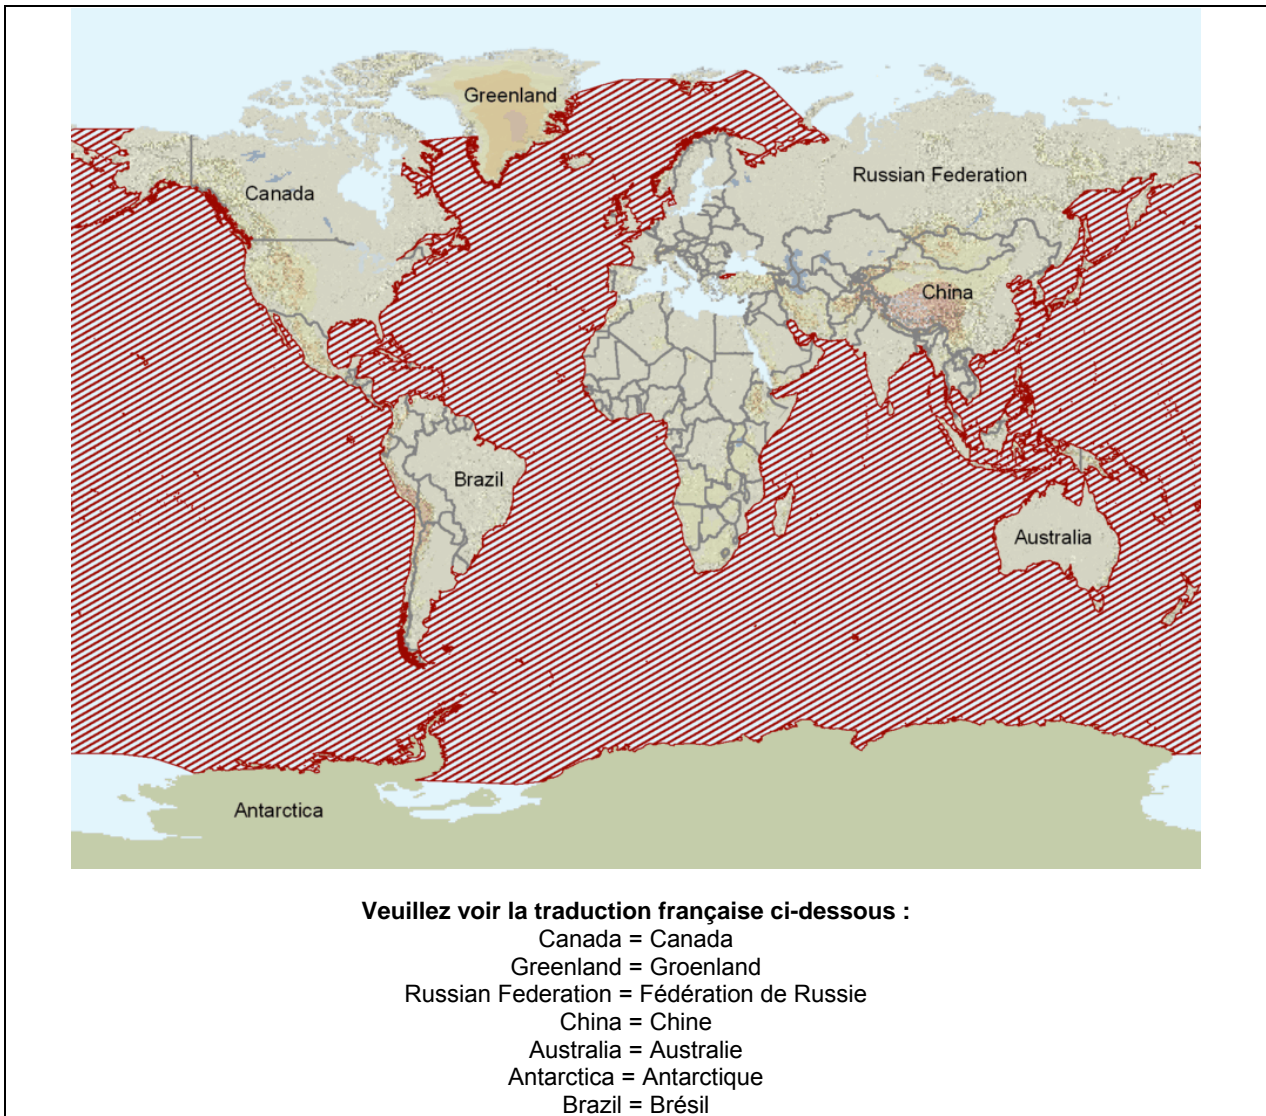 Greenland
Russian Federation
Canada
China
Brazil
Australia
Antarctica
Veuillez voir la traduction française ci-dessous :
Canada = Canada
Greenland = Groenland
Russian Federation = Fédération de Russie
China = Chine
Australia = Australie
Antarctica = Antarctique
Brazil = Brésil